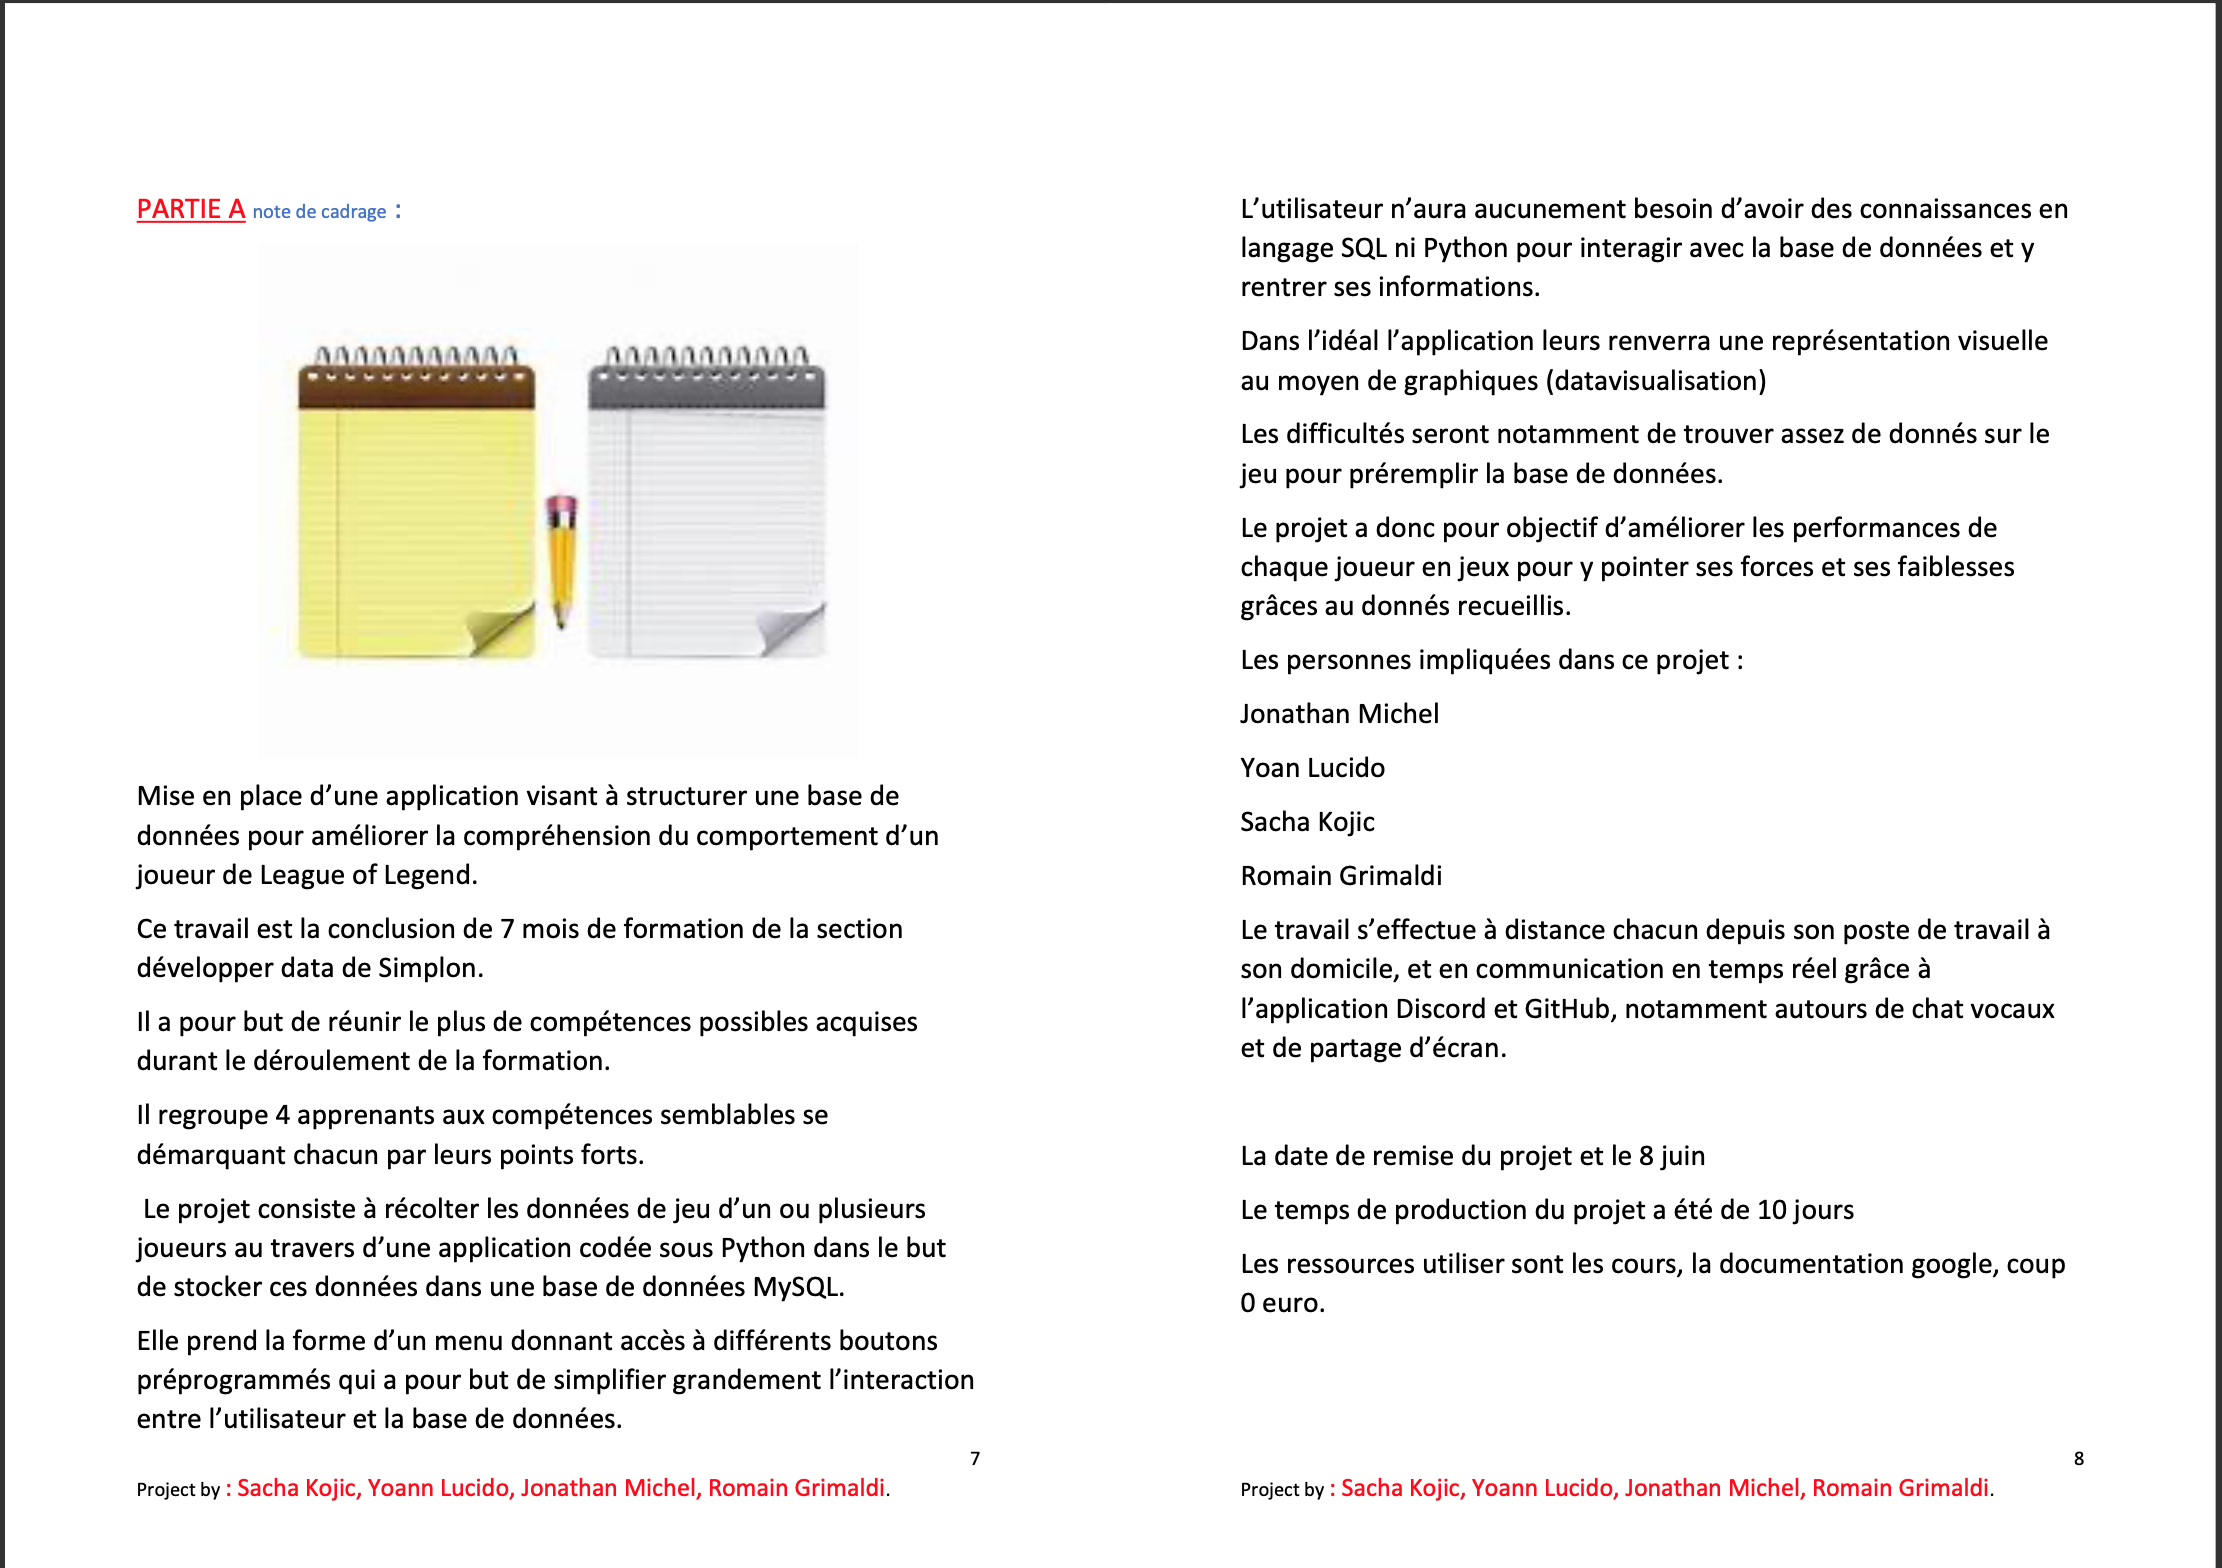 PARTIE A note de cadrage :
Mise en place d’une application visant à structurer une base de
données pour améliorer la compréhension du comportement d’un
joueur de League of Legend.
Ce travail est la conclusion de 7 mois de formation de la section
développer data de Simplon.
Il a pour but de réunir le plus de compétences possibles acquises
durant le déroulement de la formation.
Il regroupe 4 apprenants aux compétences semblables se
démarquant chacun par leurs points forts.
Le projet consiste à récolter les données de jeu d’un ou plusieurs
joueurs au travers d’une application codée sous Python dans le but
de stocker ces données dans une base de données MySQL.
Elle prend la forme d’un menu donnant accès à différents boutons
préprogrammés qui a pour but de simplifier grandement l’interaction
entre l’utilisateur et la base de données.
7
Project by : Sacha Kojic, Yoann Lucido, Jonathan Michel, Romain Grimaldi.
L’utilisateur n’aura aucunement besoin d’avoir des connaissances en
langage SQL ni Python pour interagir avec la base de données et y
rentrer ses informations.
Dans l’idéal l’application leurs renverra une représentation visuelle
au moyen de graphiques (datavisualisation)
Les difficultés seront notamment de trouver assez de donnés sur le
jeu pour préremplir la base de données.
Le projet a donc pour objectif d’améliorer les performances de
chaque joueur en jeux pour y pointer ses forces et ses faiblesses
grâces au donnés recueillis.
Les personnes impliquées dans ce projet :
Jonathan Michel
Yoan Lucido
Sacha Kojic
Romain Grimaldi
Le travail s’effectue à distance chacun depuis son poste de travail à
son domicile, et en communication en temps réel grâce à
l’application Discord et GitHub, notamment autours de chat vocaux
et de partage d’écran.
La date de remise du projet et le 8 juin
Le temps de production du projet a été de 10 jours
Les ressources utiliser sont les cours, la documentation google, coup
0 euro.
8
Project by : Sacha Kojic, Yoann Lucido, Jonathan Michel, Romain Grimaldi.